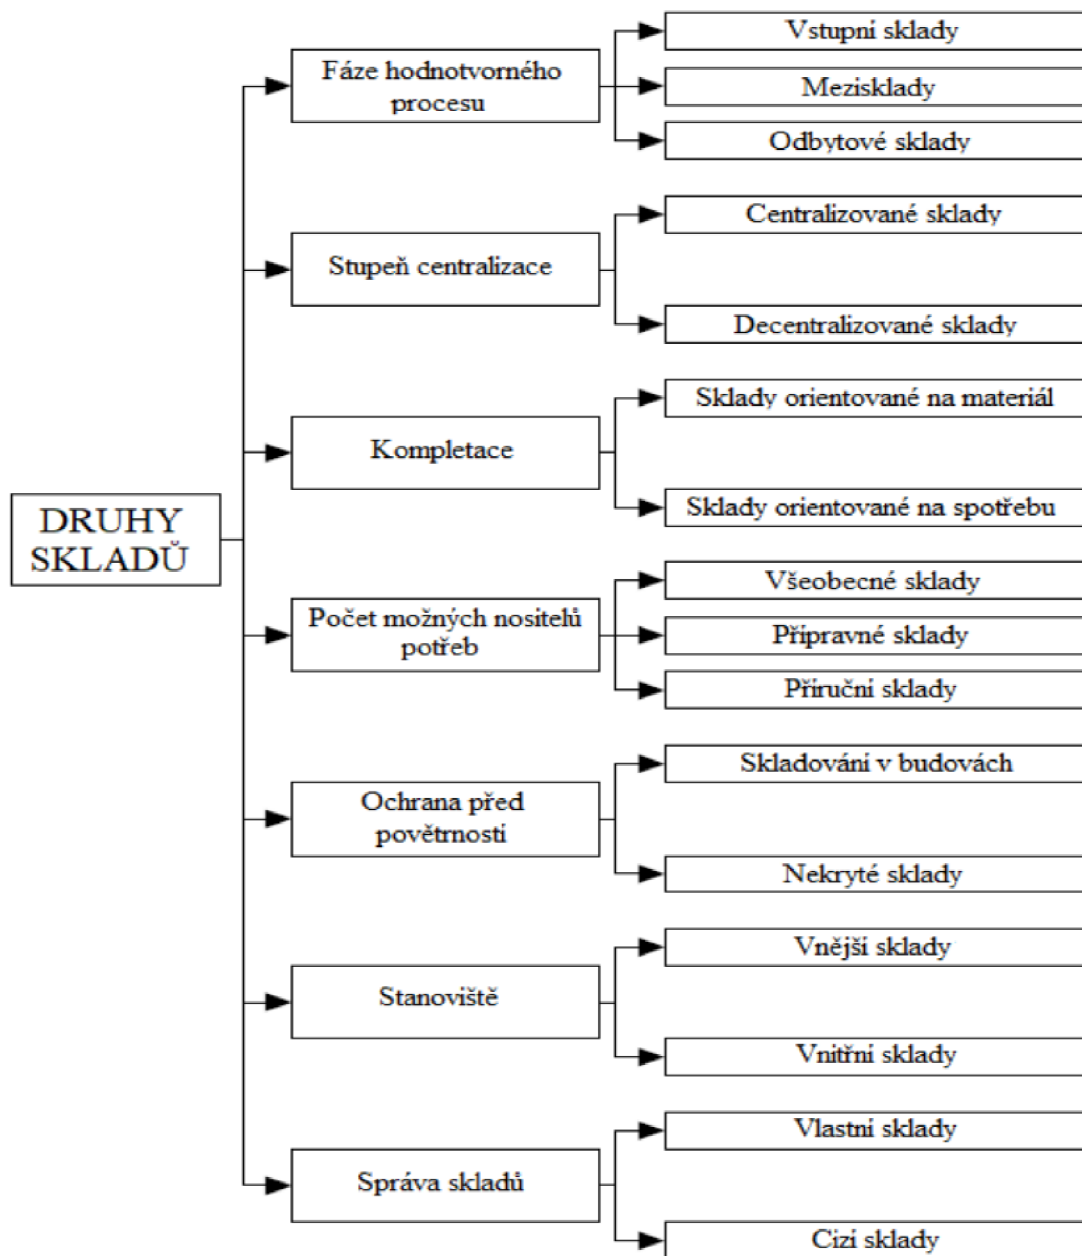 DRUHY
SKLADŮ
Fáze hodnotvorného
procesu
Vstupní sklady
Mezisklady
Odbytové sklady
Stupeň centralizace
Centralizované sklady
Decentralizované sklady
Kompletace
Sklady orientované na materiál
Sklady orientované na spotřebu
Počet možných nositelů
potřeb
Všeobecné sklady
Přípravné sklady
Příruční sklady
Ochrana před
povětrností
Skladování v budovách
Nekryté sklady
Stanoviště
Vnější sklady
Vnitřní sklady
Správa skladů
Vlastní sklady
Cizí sklady